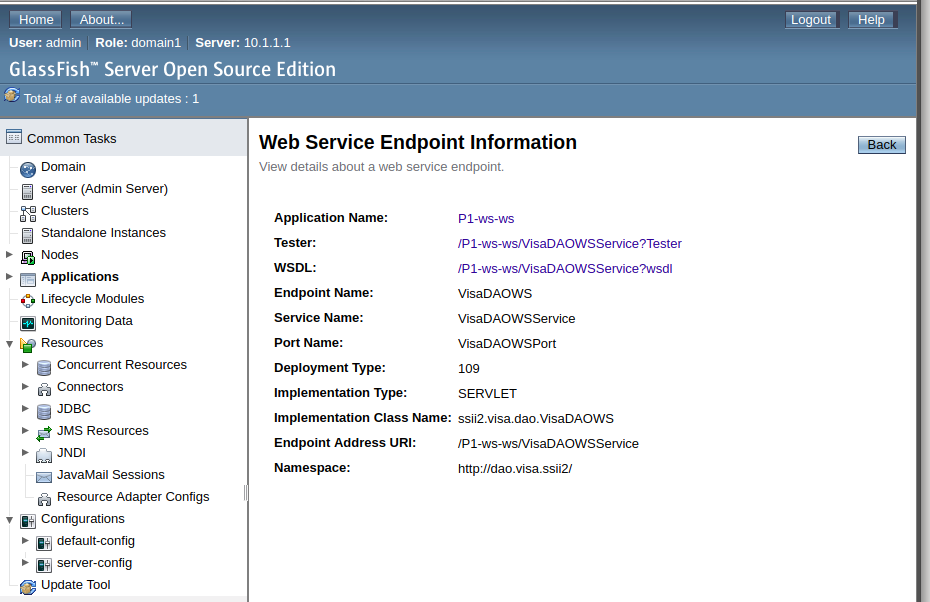 Home About... Logout Help
User: admin Role: domain1 Server: 10.1.1.1
GlassFish™ Server Open Source Edition
Total # of available updates : 1
Common Tasks
Domain
server (Admin Server)
Clusters
Standalone Instances
Nodes
Applications
Lifecycle Modules
Monitoring Data
Resources
Concurrent Resources
Connectors
JDBC
JMS Resources
JNDI
JavaMail Sessions
Resource Adapter Configs
Configurations
default-config
server-config
Update Tool
Web Service Endpoint Information
Back
View details about a web service endpoint.
Application Name: P1-ws-ws
Tester: /P1-ws-ws/VisaDAOWSService?Tester
WSDL: /P1-ws-ws/VisaDAOWSService?wsdl
Endpoint Name: VisaDAOWS
Service Name: VisaDAOWSService
Port Name: VisaDAOWSPort
Deployment Type: 109
Implementation Type: SERVLET
Implementation Class Name: ssii2.visa.dao.VisaDAOWS
Endpoint Address URI: /P1-ws-ws/VisaDAOWSService
Namespace: http://dao.visa.ssii2/